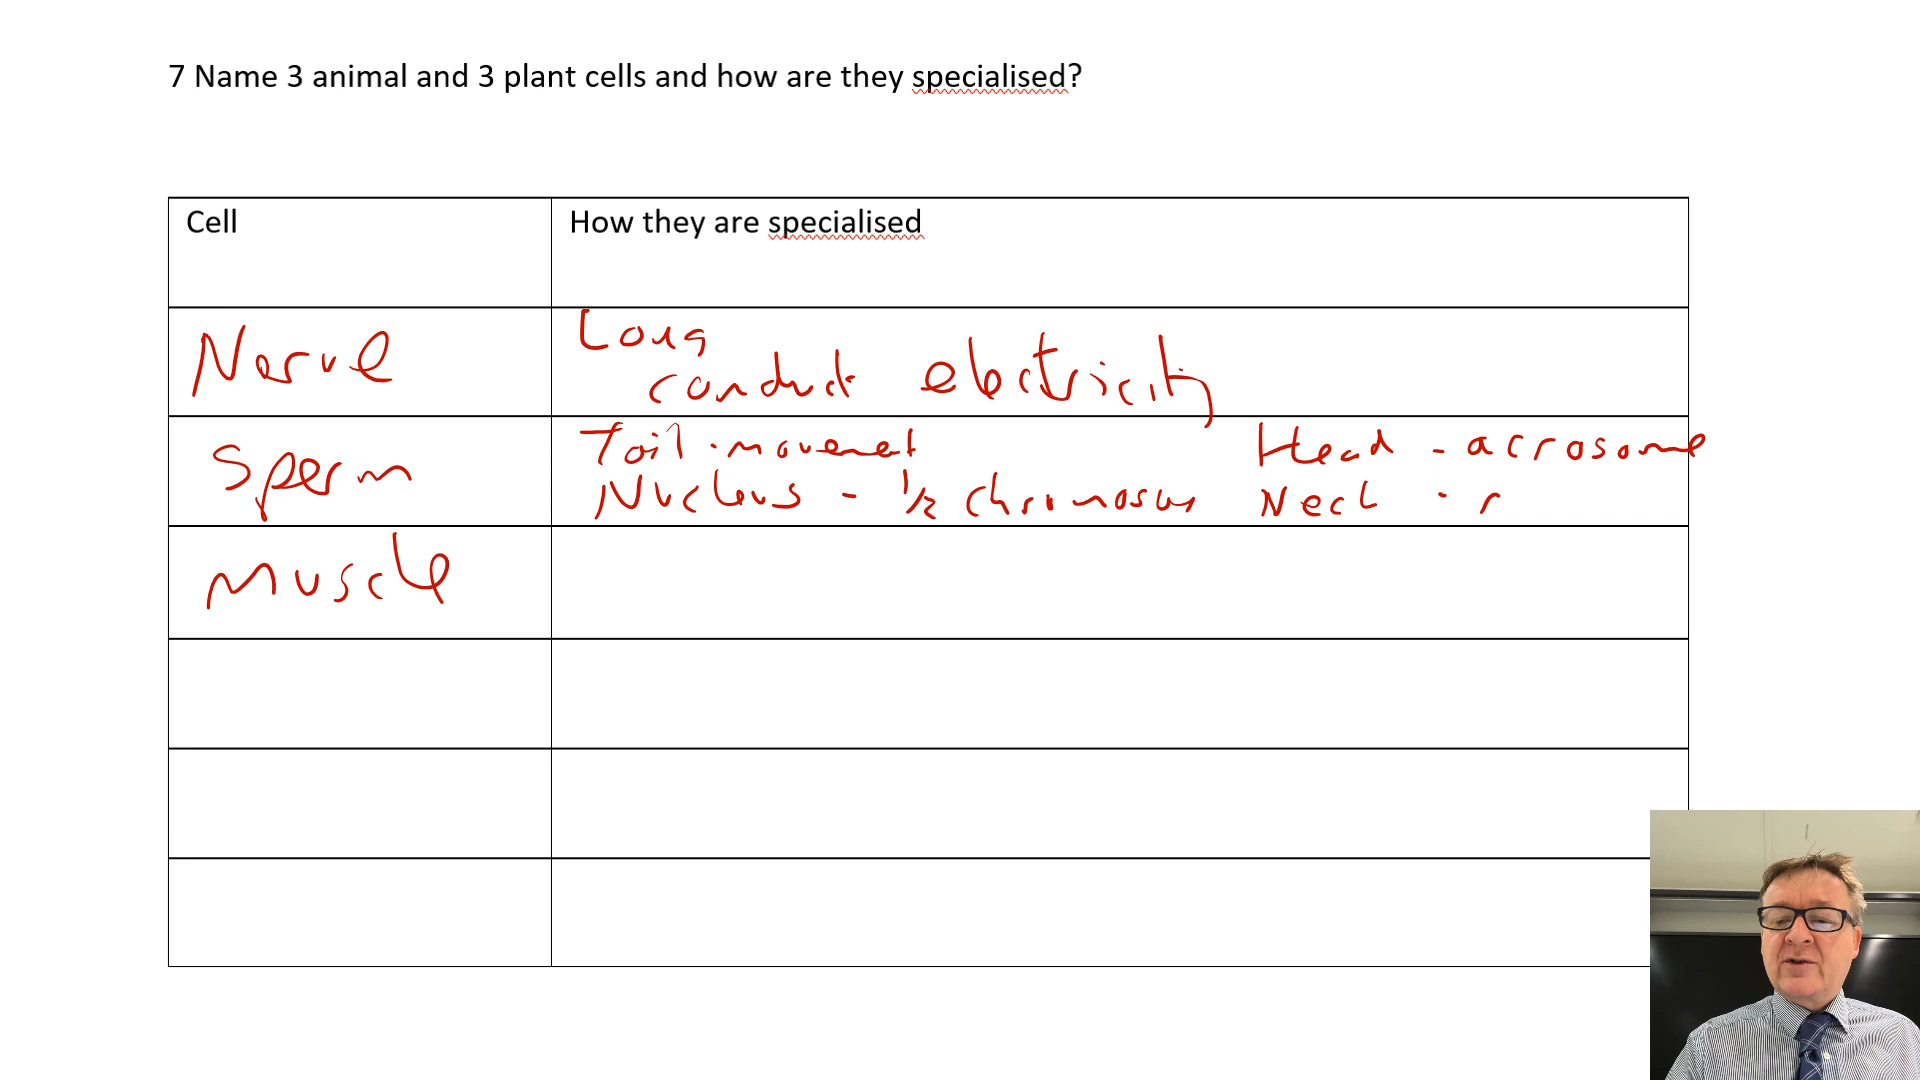 7 Name 3 animal and 3 plant cells and how are they specialised?
Cell
How they are specialised
Nerve
Long
conduct electricity
Sperm
Tail - movement
Head - acrosome
Nucleus - 1/2 chromosomes
Neck -
Muscle